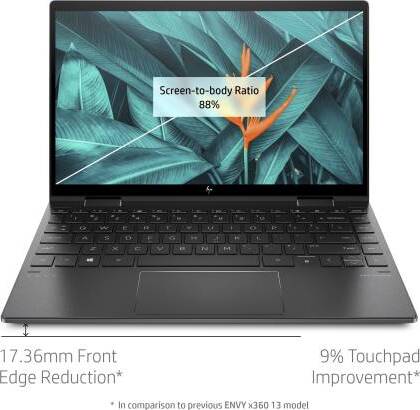 Screen-to-body Ratio
88%
hp
17.36mm Front
Edge Reduction*
9% Touchpad
Improvement*
* In comparison to previous ENVY x360 13 model